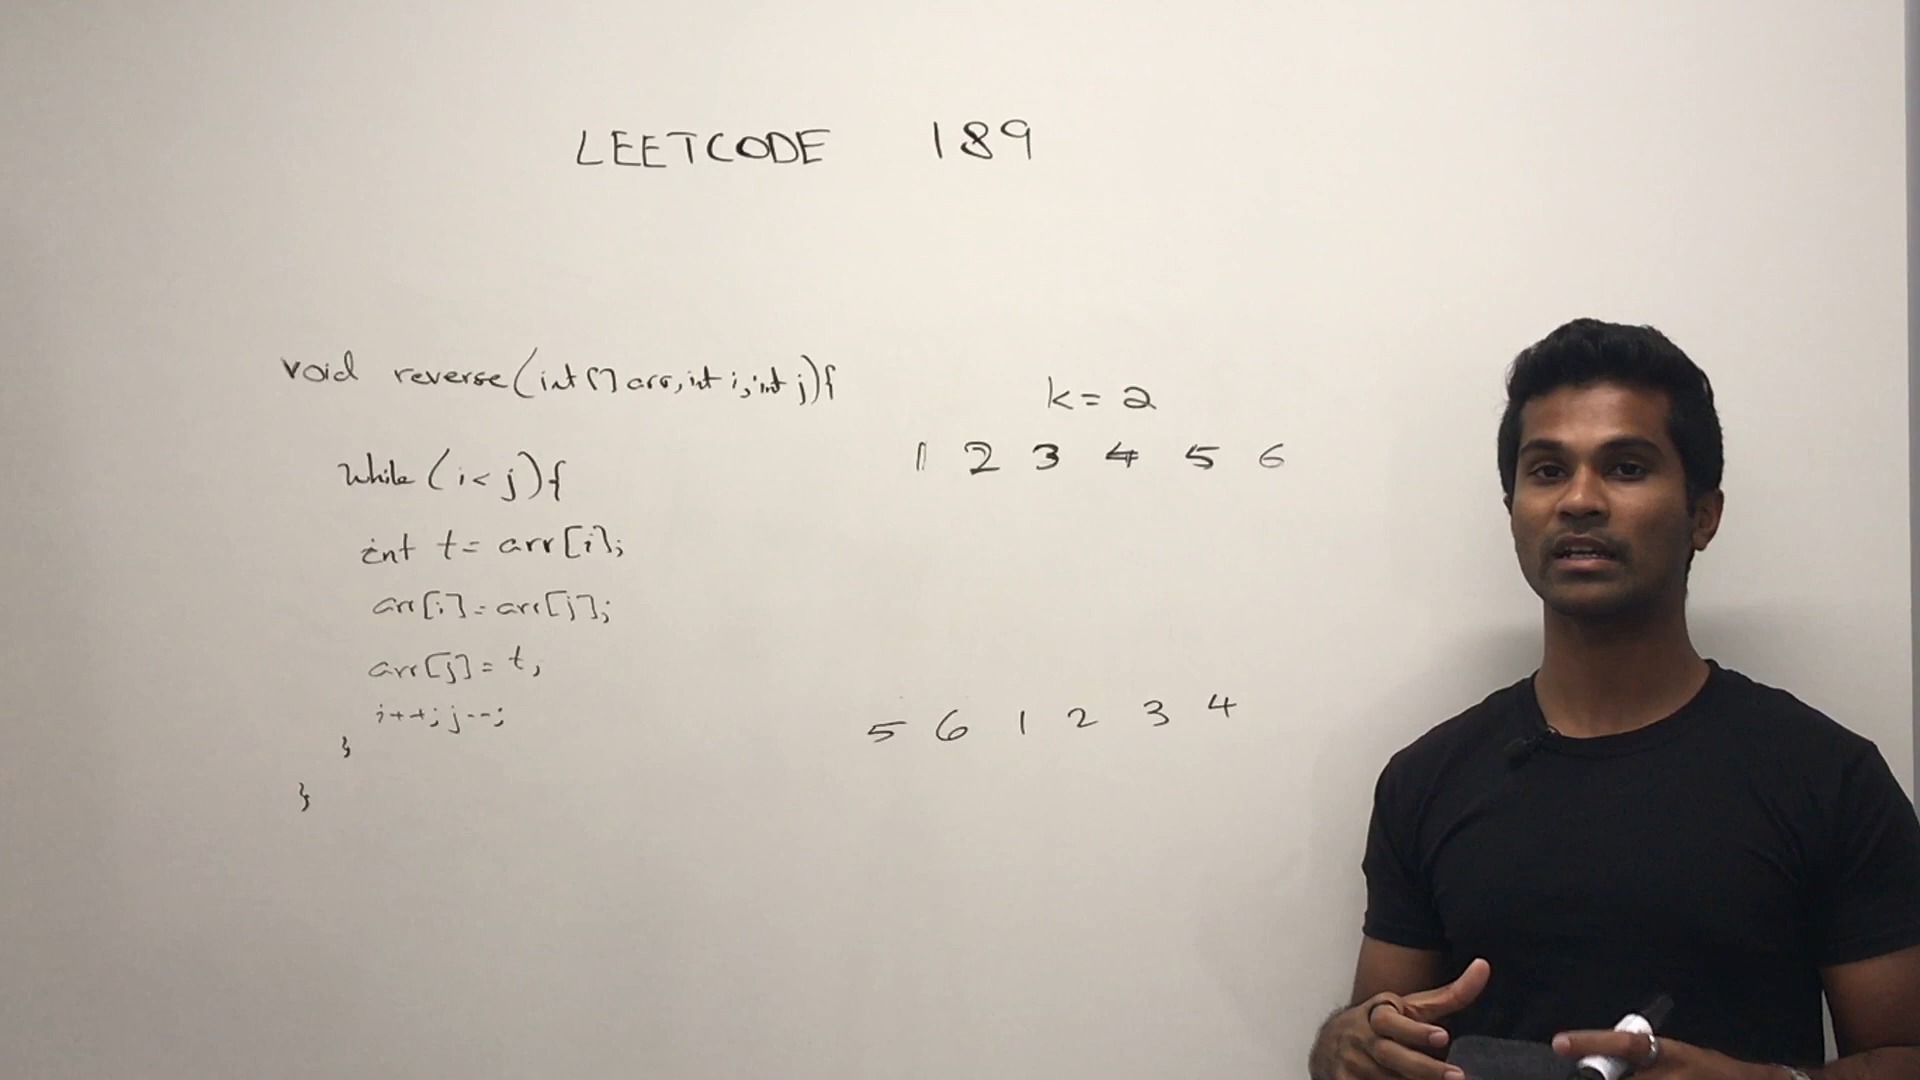 LEETCODE 189
void reverse(int[] arr, int i, int j){
while (i < j){
int t = arr[i];
arr[i] = arr[j];
arr[j] = t;
i++; j--;
}
}
k = 2
1 2 3 4 5 6
5 6 1 2 3 4